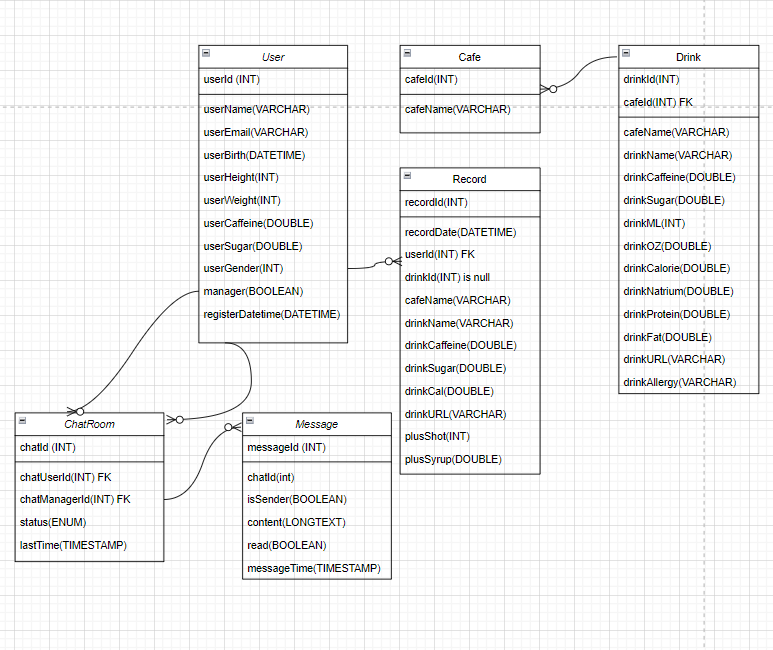 User
userId (INT)
userName(VARCHAR)
userEmail(VARCHAR)
userBirth(DATETIME)
userHeight(INT)
userWeight(INT)
userCaffeine(DOUBLE)
userSugar(DOUBLE)
userGender(INT)
manager(BOOLEAN)
registerDatetime(DATETIME)
Cafe
cafeId(INT)
cafeName(VARCHAR)
Drink
drinkId(INT)
cafeId(INT) FK
cafeName(VARCHAR)
drinkName(VARCHAR)
drinkCaffeine(DOUBLE)
drinkSugar(DOUBLE)
drinkML(INT)
drinkOZ(DOUBLE)
drinkCalorie(DOUBLE)
drinkNatrium(DOUBLE)
drinkProtein(DOUBLE)
drinkFat(DOUBLE)
drinkURL(VARCHAR)
drinkAllergy(VARCHAR)
Record
recordId(INT)
recordDate(DATETIME)
userId(INT) FK
drinkId(INT) is null
cafeName(VARCHAR)
drinkName(VARCHAR)
drinkCaffeine(DOUBLE)
drinkSugar(DOUBLE)
drinkCal(DOUBLE)
drinkURL(VARCHAR)
plusShot(INT)
plusSyrup(DOUBLE)
ChatRoom
chatId (INT)
chatUserId(INT) FK
chatManagerId(INT) FK
status(ENUM)
lastTime(TIMESTAMP)
Message
messageId (INT)
chatId(int)
isSender(BOOLEAN)
content(LONGTEXT)
read(BOOLEAN)
messageTime(TIMESTAMP)